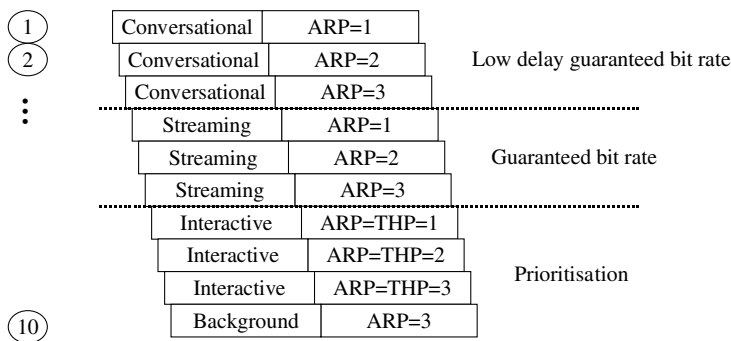 1 Conversational ARP=1
2 Conversational ARP=2 Low delay guaranteed bit rate
Conversational ARP=3
Streaming ARP=1
Streaming ARP=2 Guaranteed bit rate
Streaming ARP=3
Interactive ARP=THP=1
Interactive ARP=THP=2
Prioritisation
Interactive ARP=THP=3
10 Background ARP=3